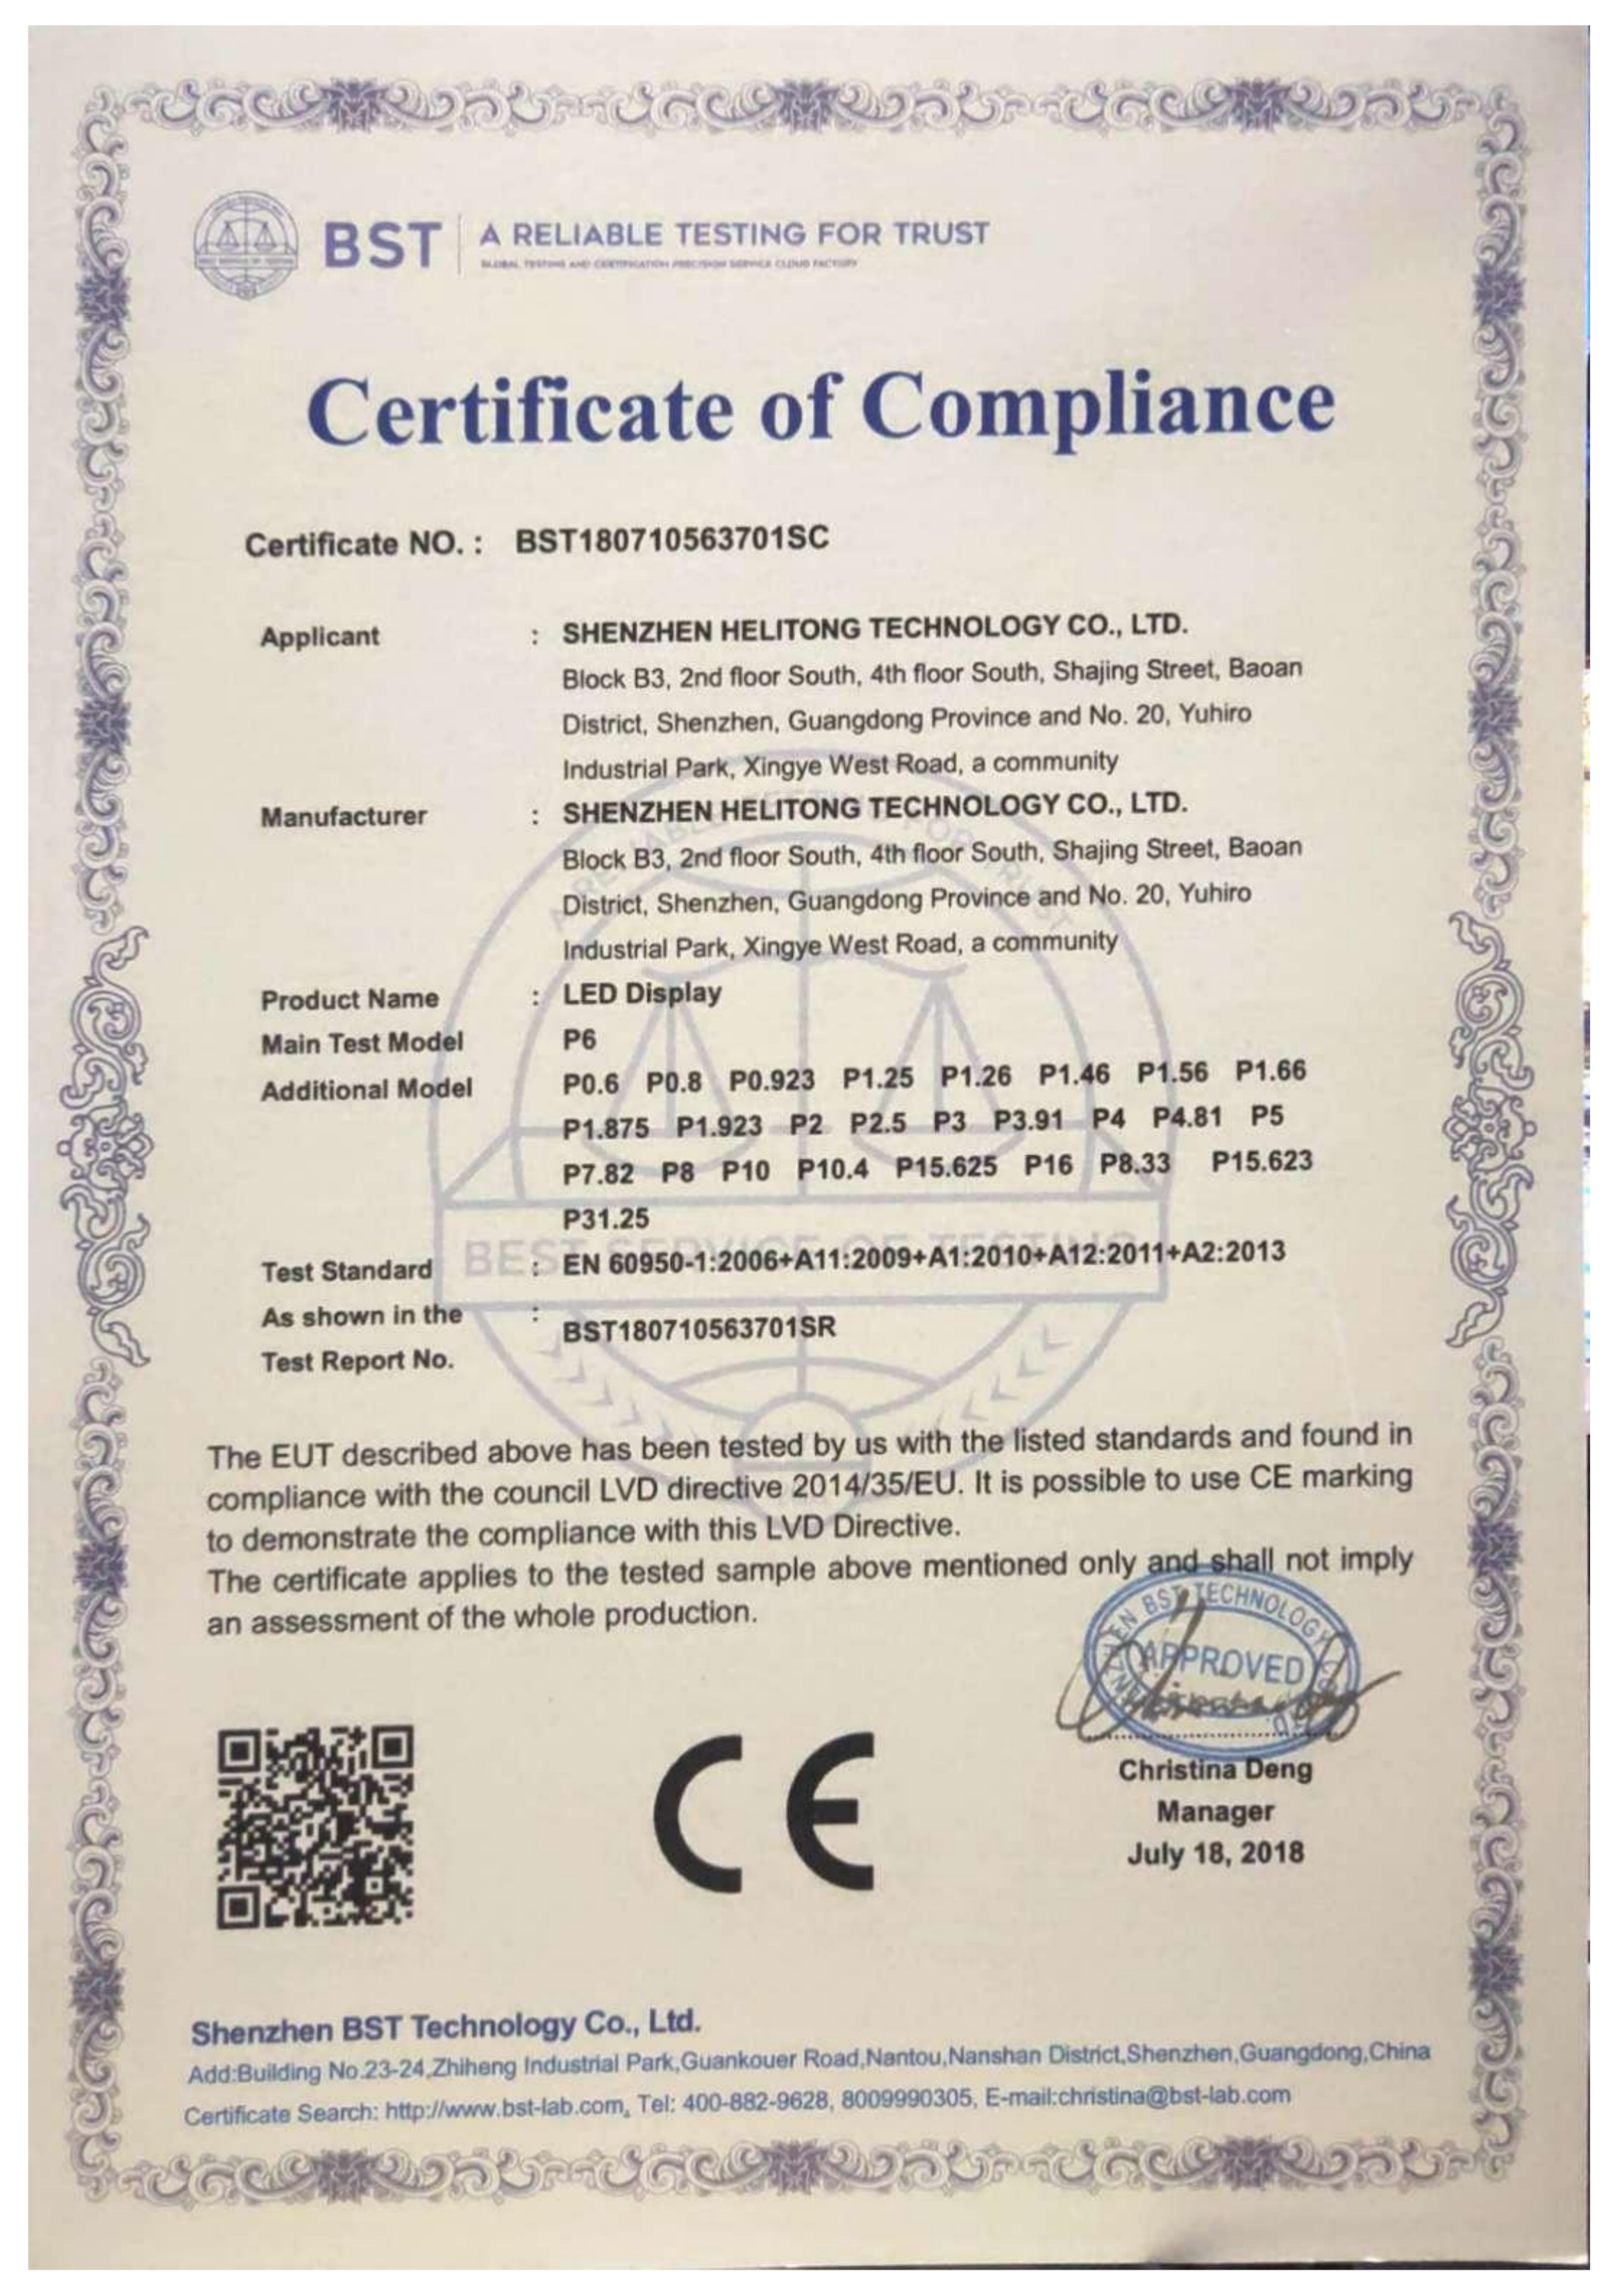 BST
A RELIABLE TESTING FOR TRUST
GLOBAL TESTING AND CERTIFICATION PRECISION SERVICE CLOUD FACTORY
Certificate of Compliance
Certificate NO. : BST180710563701SC
Applicant : SHENZHEN HELITONG TECHNOLOGY CO., LTD.
Block B3, 2nd floor South, 4th floor South, Shajing Street, Baoan
District, Shenzhen, Guangdong Province and No. 20, Yuhiro
Industrial Park, Xingye West Road, a community
Manufacturer : SHENZHEN HELITONG TECHNOLOGY CO., LTD.
Block B3, 2nd floor South, 4th floor South, Shajing Street, Baoan
District, Shenzhen, Guangdong Province and No. 20, Yuhiro
Industrial Park, Xingye West Road, a community
Product Name : LED Display
Main Test Model P6
Additional Model P0.6 P0.8 P0.923 P1.25 P1.26 P1.46 P1.56 P1.66
P1.875 P1.923 P2 P2.5 P3 P3.91 P4 P4.81 P5
P7.82 P8 P10 P10.4 P15.625 P16 P8.33 P15.623
P31.25
BEST SERVICE OF TESTING
Test Standard : EN 60950-1:2006+A11:2009+A1:2010+A12:2011+A2:2013
As shown in the : BST180710563701SR
Test Report No.
The EUT described above has been tested by us with the listed standards and found in
compliance with the council LVD directive 2014/35/EU. It is possible to use CE marking
to demonstrate the compliance with this LVD Directive.
The certificate applies to the tested sample above mentioned only and shall not imply
an assessment of the whole production.
APPROVED
CE
Christina Deng
Manager
July 18, 2018
Shenzhen BST Technology Co., Ltd.
Add:Building No.23-24,Zhiheng Industrial Park,Guankouer Road,Nantou,Nanshan District,Shenzhen,Guangdong,China
Certificate Search: http://www.bst-lab.com, Tel: 400-882-9628, 8009990305, E-mail:christina@bst-lab.com